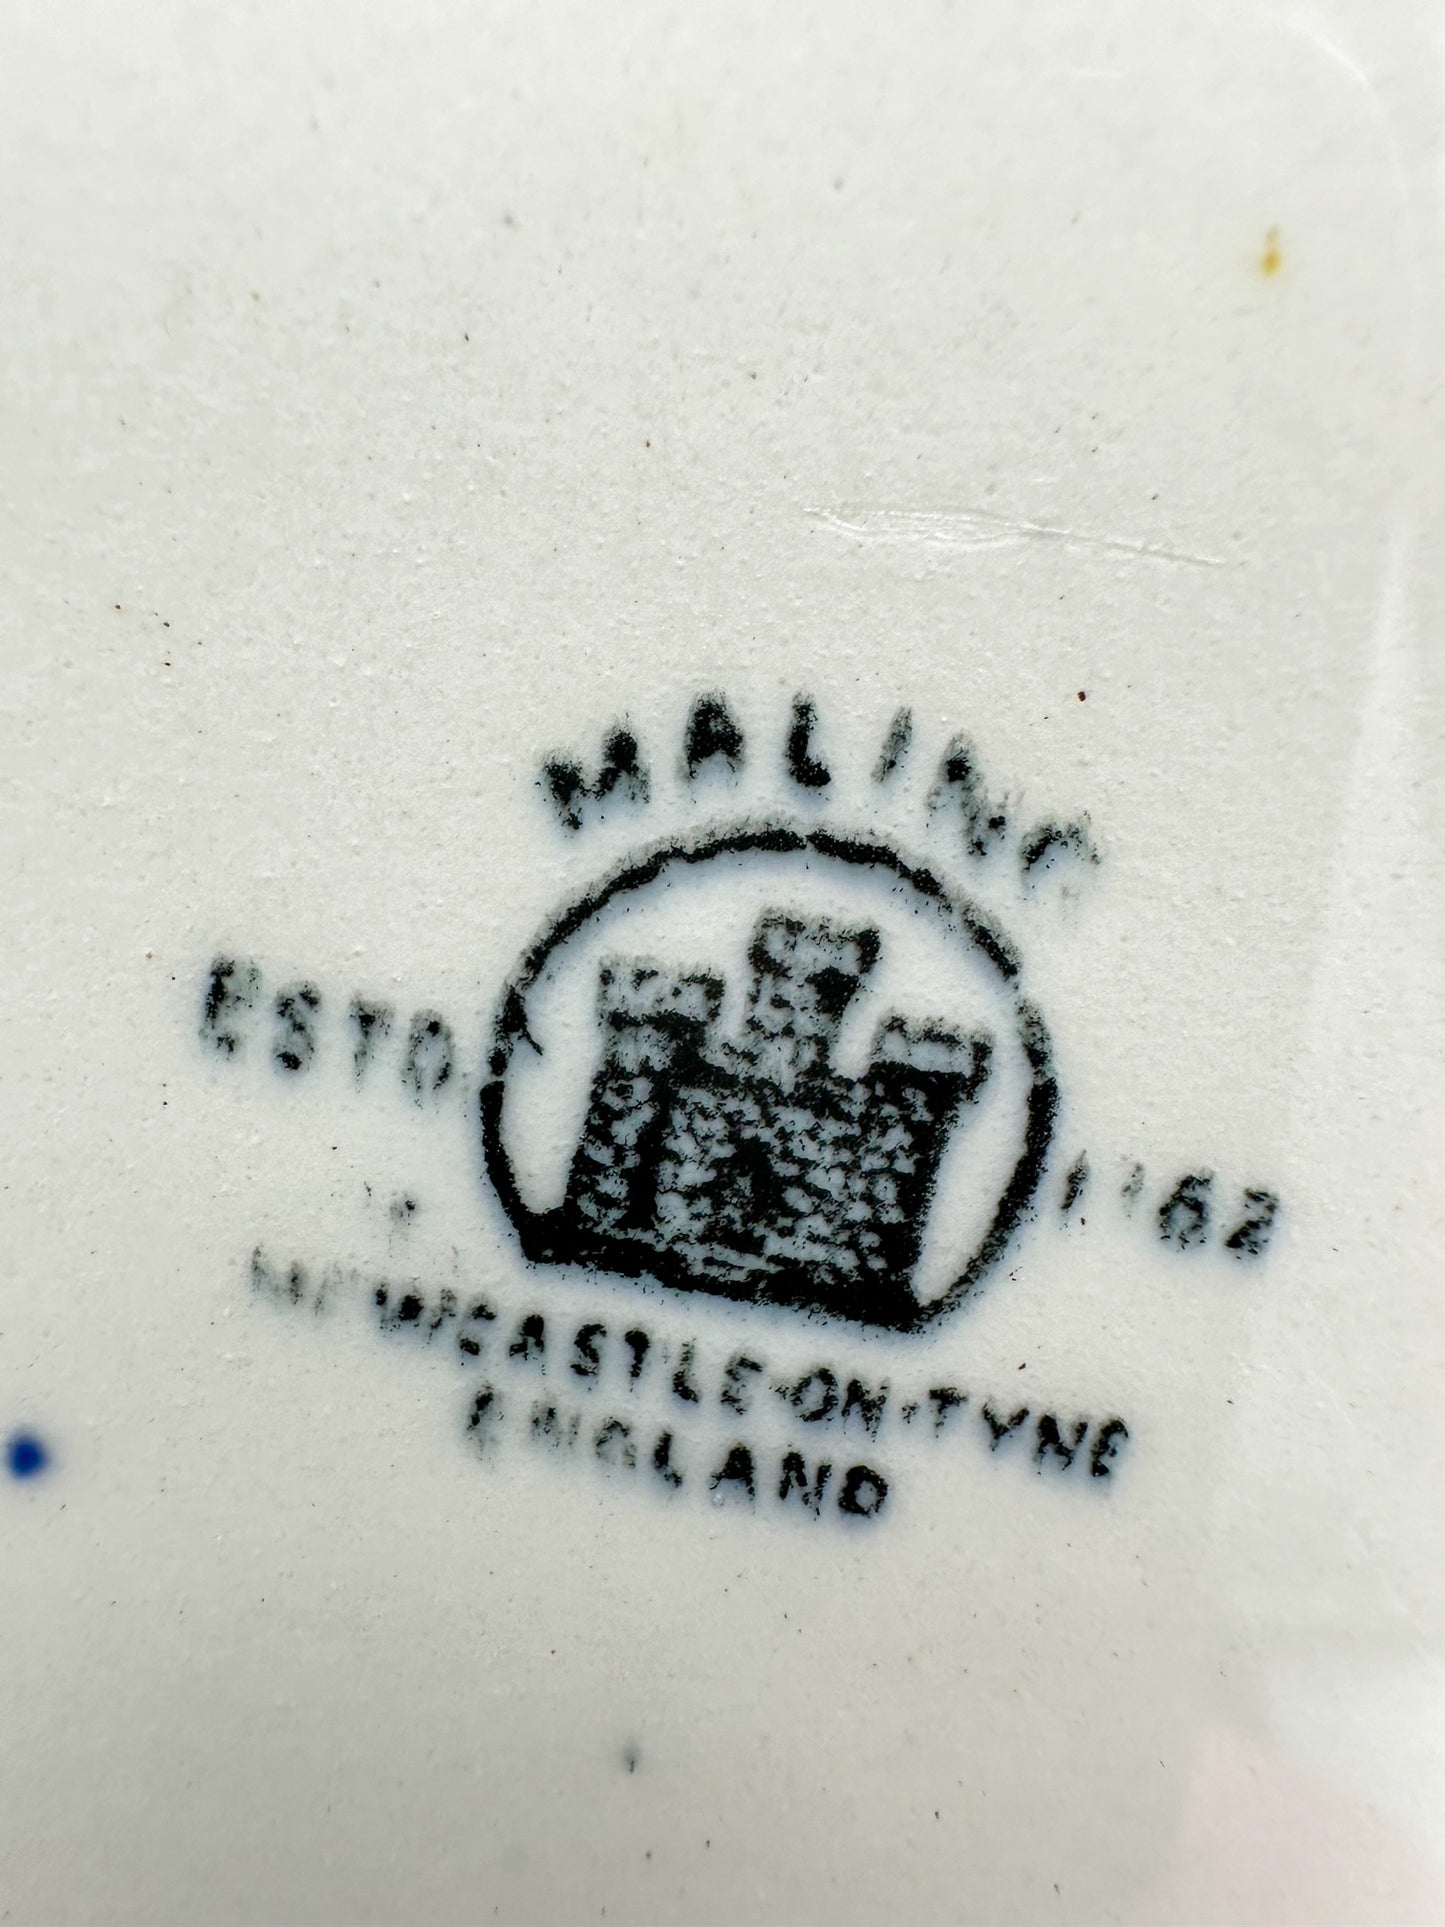 MALING
ESTD 1762
NEWCASTLE-ON-TYNE
ENGLAND